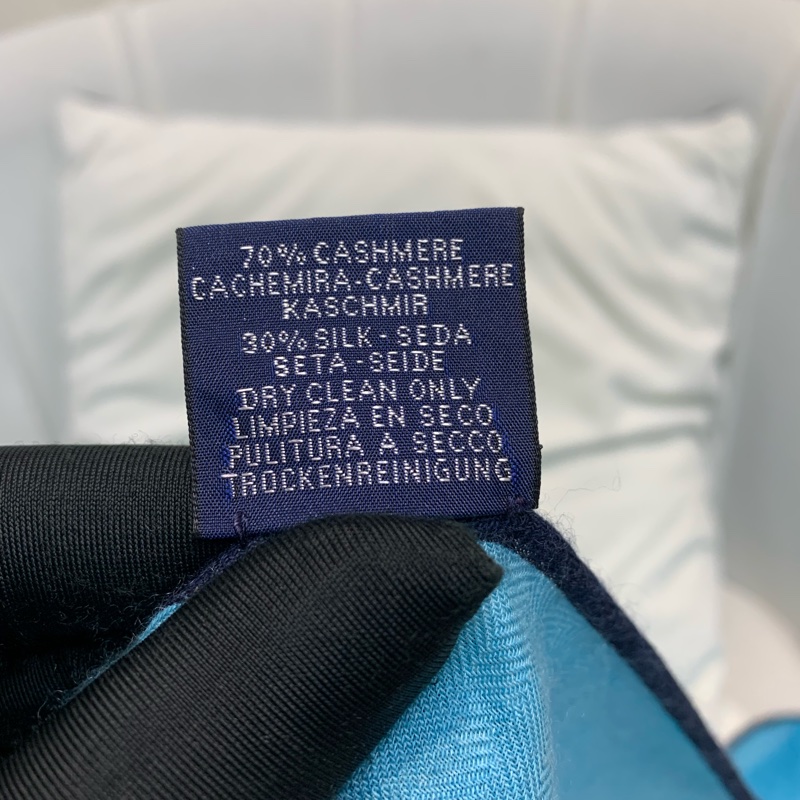 70% CASHMERE
CACHEMIRA-CASHMERE
KASCHMIR
30% SILK-SEDA
SETA-SEIDE
DRY CLEAN ONLY
LIMPIEZA EN SECO
PULITURA A SECCO
TROCKENREINIGUNG